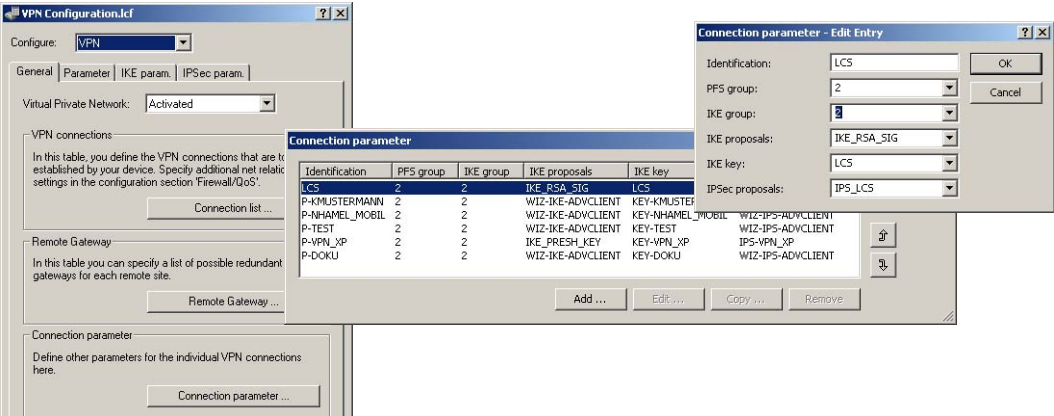 VPN Configuration.lcf
Configure: VPN
General Parameter IKE param. IPSec param.
Virtual Private Network: Activated
VPN connections
In this table, you define the VPN connections that are to
established by your device. Specify additional net relatio
settings in the configuration section 'Firewall/QoS'.
Connection list ...
Remote Gateway
In this table you can specify a list of possible redundant
gateways for each remote site.
Remote Gateway ...
Connection parameter
Define other parameters for the individual VPN connections
here.
Connection parameter ...
Connection parameter
Identification PFS group IKE group IKE proposals IKE key
LCS 2 2 IKE_RSA_SIG LCS
P-KMUSTERMANN 2 2 WIZ-IKE-ADVCLIENT KEY-KMUSTER
P-NHAMEL_MOBIL 2 2 WIZ-IKE-ADVCLIENT KEY-NHAMEL_MOBIL WIZ-IPS-ADVCLIENT
P-TEST 2 2 WIZ-IKE-ADVCLIENT KEY-TEST WIZ-IPS-ADVCLIENT
P-VPN_XP 2 2 IKE_PRESH_KEY KEY-VPN_XP IPS-VPN_XP
P-DOKU 2 2 WIZ-IKE-ADVCLIENT KEY-DOKU WIZ-IPS-ADVCLIENT
Add ... Edit ... Copy ... Remove
Connection parameter - Edit Entry
Identification: LCS OK
PFS group: 2 Cancel
IKE group: 2
IKE proposals: IKE_RSA_SIG
IKE key: LCS
IPSec proposals: IPS_LCS